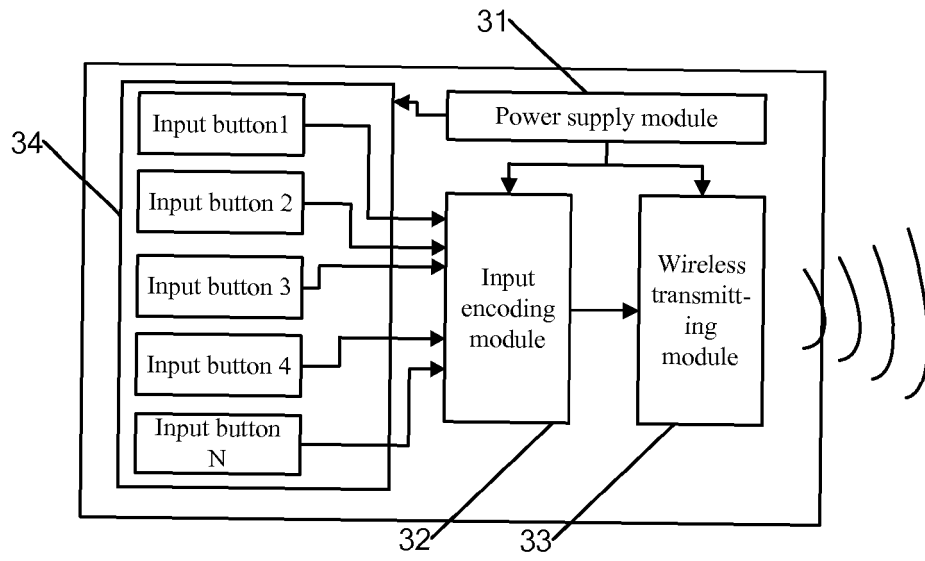 31
Power supply module
34
Input button1
Input button 2
Input button 3
Input button 4
Input button
N
Input
encoding
module
Wireless
transmitt-
ing
module
32
33